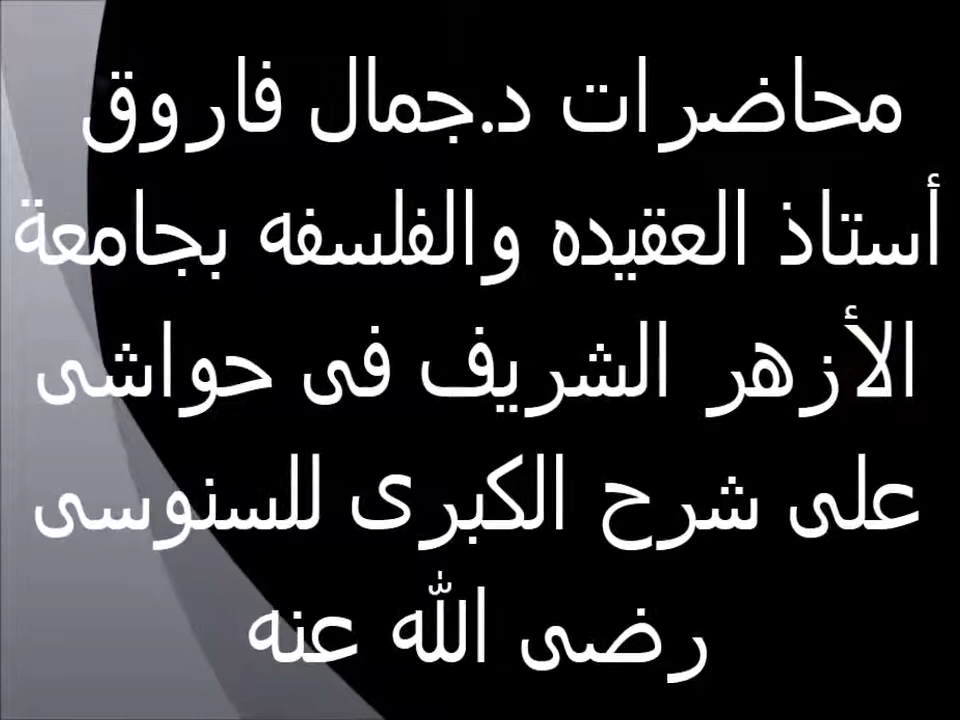 محاضرات د.جمال فاروق
أستاذ العقيده والفلسفه بجامعة
الأزهر الشريف فى حواشى
على شرح الكبرى للسنوسى
رضى الله عنه